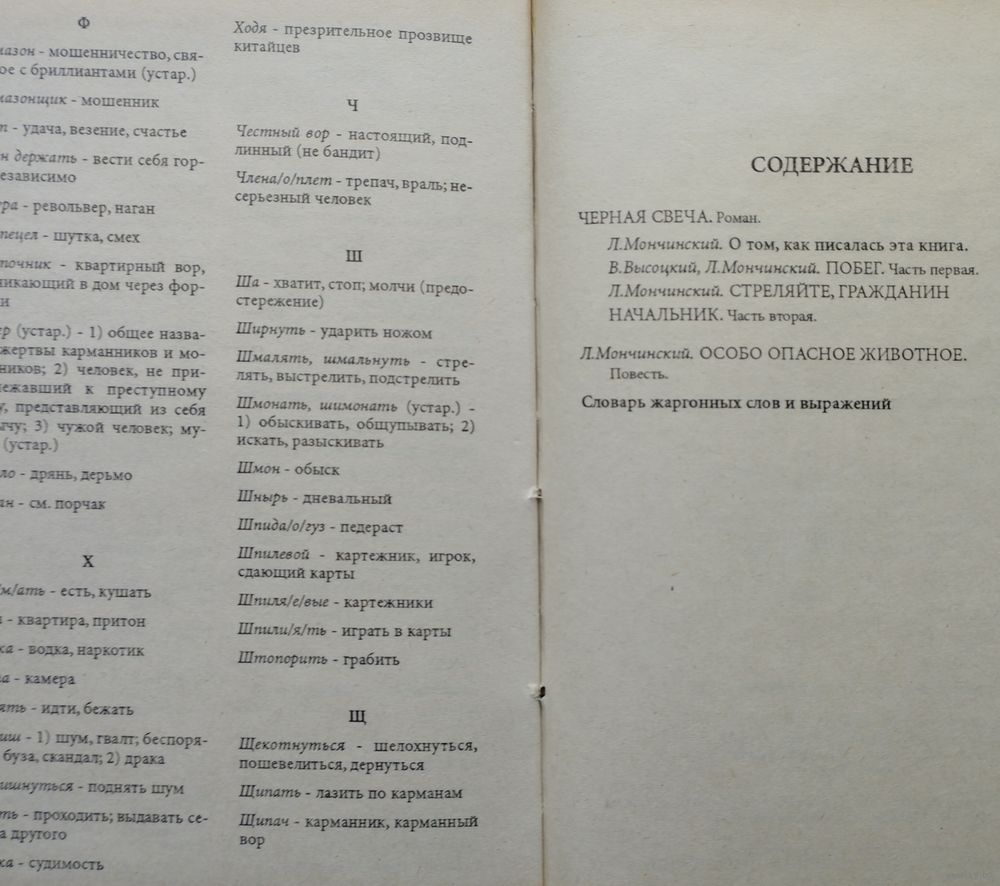 Ф
- мошенничество, свя-
с бриллиантами (устар.)
- мошенник
- удача, везение, счастье
держать - вести себя гор-
- револьвер, наган
- шутка, смех
- квартирный вор,
в дом через фор-
(устар.) - 1) общее назва-
жертвы карманников и мо-
2) человек, не при-
к преступному
представляющий из себя
3) чужой человек; му-
(устар.)
- дрянь, дерьмо
- см. порчак
Х
- есть, кушать
- квартира, притон
- водка, наркотик
- камера
- идти, бежать
- 1) шум, гвалт; беспоря-
буза, скандал; 2) драка
- поднять шум
- проходить; выдавать се-
другого
- судимость
Ходя - презрительное прозвище
китайцев
Ч
Честный вор - настоящий, под-
линный (не бандит)
Члена/о/плет - трепач, враль; не-
серьезный человек
Ш
Ша - хватит, стоп; молчи (предо-
стережение)
Ширнуть - ударить ножом
Шмалять, шмальнуть - стре-
лять, выстрелить, подстрелить
Шмонать, шимонать (устар.) -
1) обыскивать, общупывать; 2)
искать, разыскивать
Шмон - обыск
Шнырь - дневальный
Шпида/о/гуз - педераст
Шпилевой - картежник, игрок,
сдающий карты
Шпиля/е/вые - картежники
Шпили/я/ть - играть в карты
Штопорить - грабить
Щ
Щекотнуться - шелохнуться,
пошевелиться, дернуться
Щипать - лазить по карманам
Щипач - карманник, карманный
вор
СОДЕРЖАНИЕ
ЧЕРНАЯ СВЕЧА. Роман.
Л.Мончинский. О том, как писалась эта книга.
В.Высоцкий, Л.Мончинский. ПОБЕГ. Часть первая.
Л.Мончинский. СТРЕЛЯЙТЕ, ГРАЖДАНИН
НАЧАЛЬНИК. Часть вторая.
Л.Мончинский. ОСОБО ОПАСНОЕ ЖИВОТНОЕ.
Повесть.
Словарь жаргонных слов и выражений